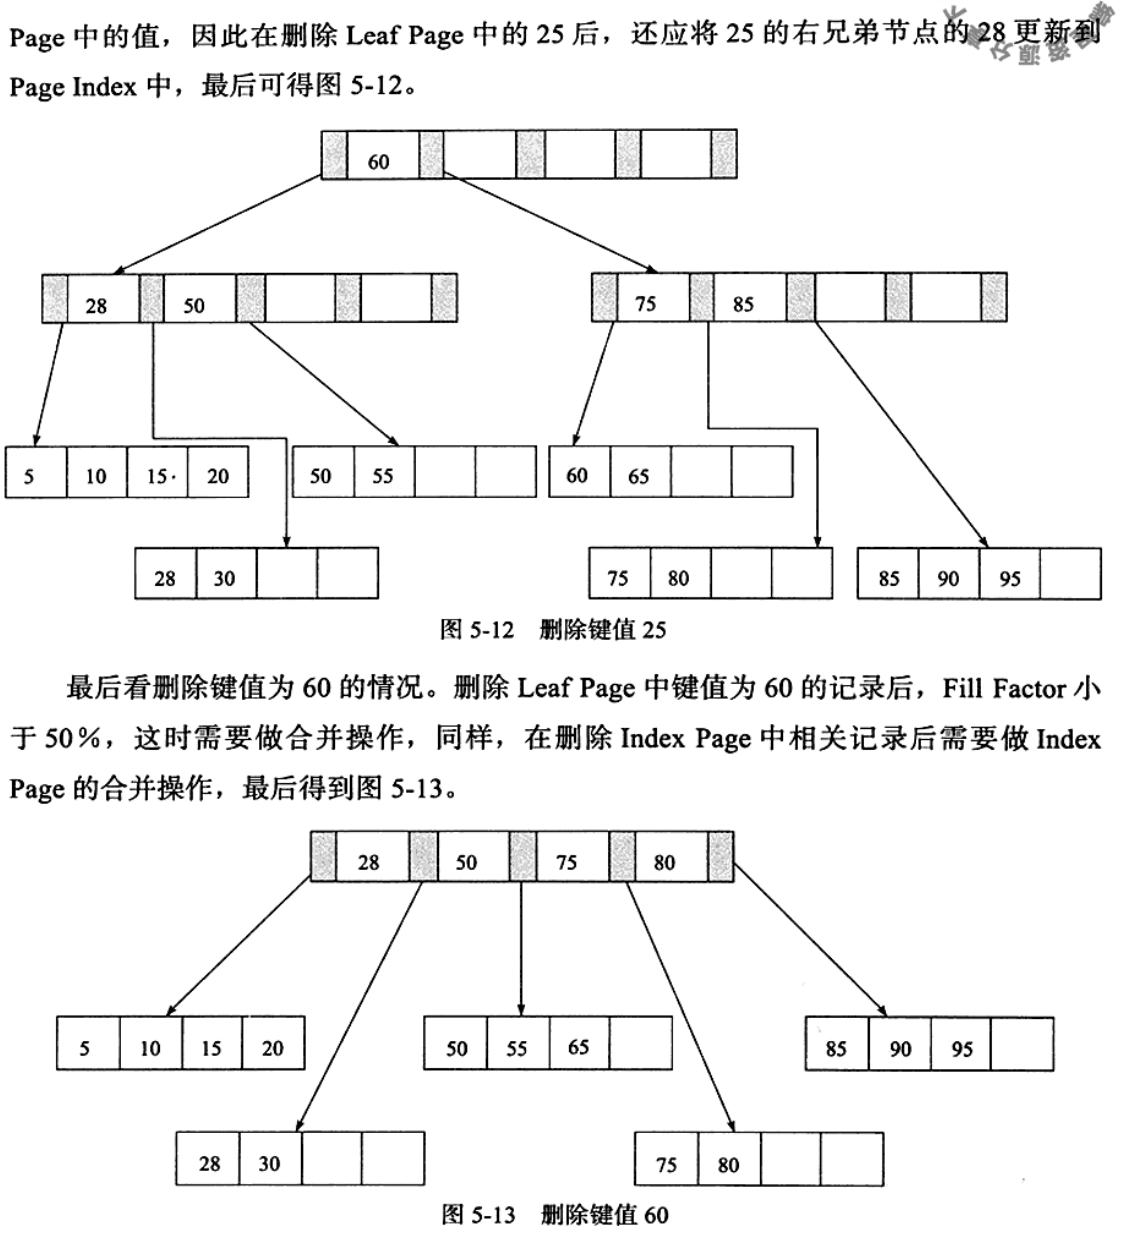 Page 中的值，因此在删除 Leaf Page 中的 25 后，还应将 25 的右兄弟节点的 28 更新到
Page Index 中，最后可得图 5-12。
60
28 50
75 85
5 10 15 20
50 55
60 65
28 30
75 80
85 90 95
图 5-12 删除键值 25
最后看删除键值为 60 的情况。删除 Leaf Page 中键值为 60 的记录后，Fill Factor 小
于 50％，这时需要做合并操作，同样，在删除 Index Page 中相关记录后需要做 Index
Page 的合并操作，最后得到图 5-13。
28 50 75 80
5 10 15 20
50 55 65
85 90 95
28 30
75 80
图 5-13 删除键值 60